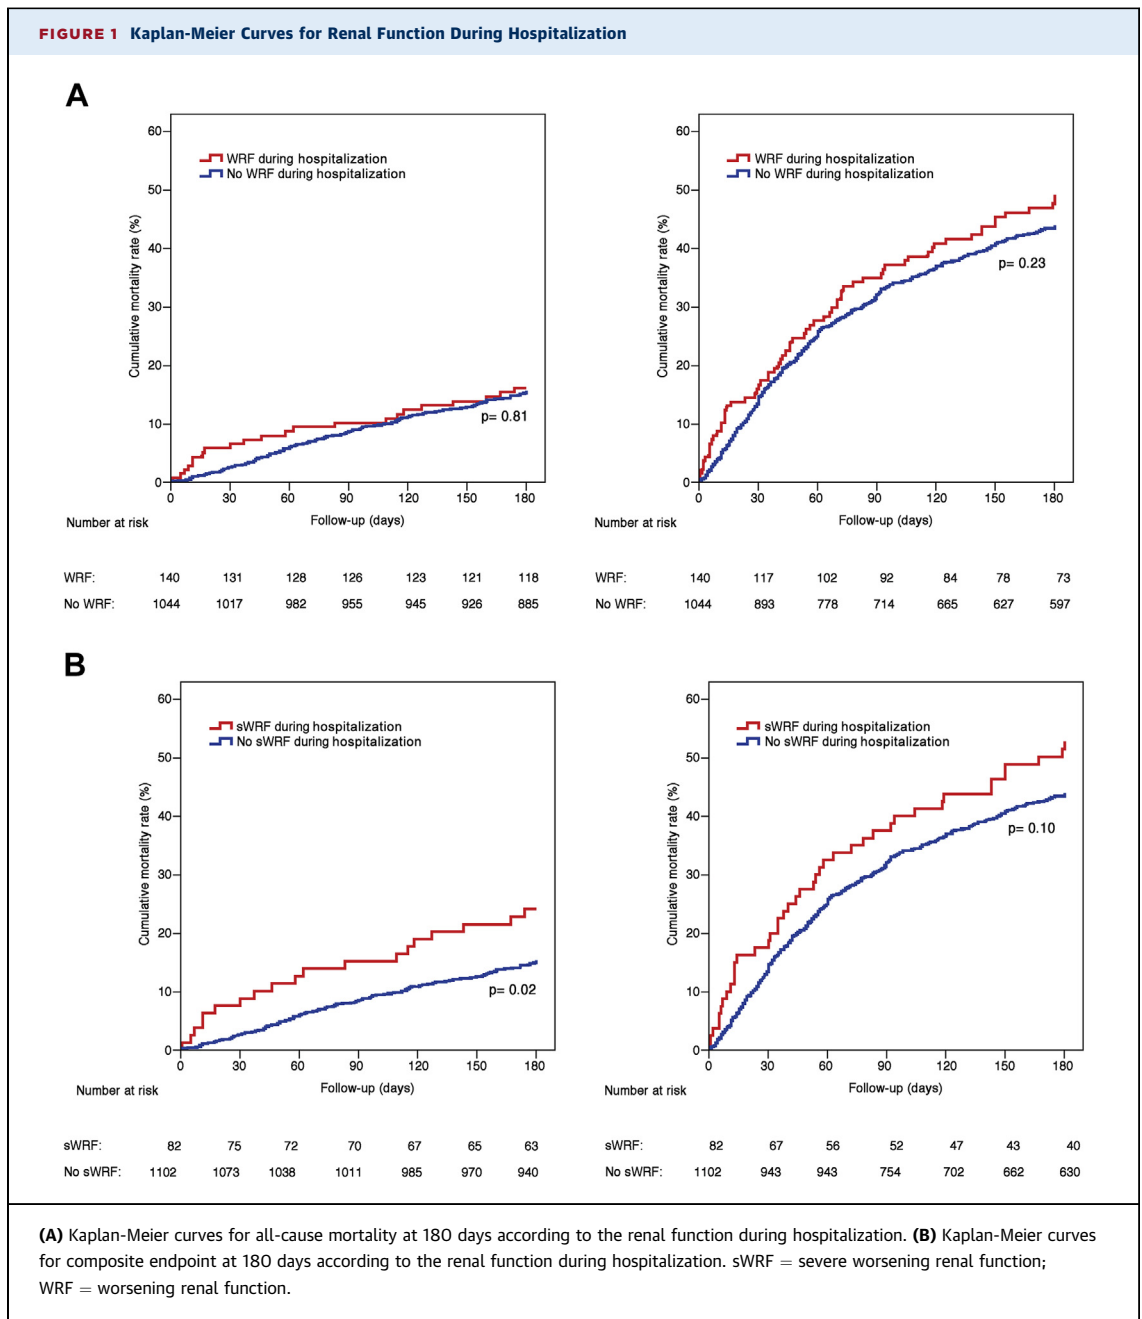 FIGURE 1 Kaplan-Meier Curves for Renal Function During Hospitalization
A
60
50
40
30
20
10
0
Cumulative mortality rate (%)
WRF during hospitalization
No WRF during hospitalization
p= 0.81
0 30 60 90 120 150 180
Number at risk
Follow-up (days)
WRF: 140 131 128 126 123 121 118
No WRF: 1044 1017 982 955 945 926 885
60
50
40
30
20
10
0
Cumulative mortality rate (%)
WRF during hospitalization
No WRF during hospitalization
p= 0.23
0 30 60 90 120 150 180
Number at risk
Follow-up (days)
WRF: 140 117 102 92 84 78 73
No WRF: 1044 893 778 714 665 627 597
B
60
50
40
30
20
10
0
Cumulative mortality rate (%)
sWRF during hospitalization
No sWRF during hospitalization
p= 0.02
0 30 60 90 120 150 180
Follow-up (days)
Number at risk
sWRF: 82 75 72 70 67 65 63
No sWRF: 1102 1073 1038 1011 985 970 940
60
50
40
30
20
10
0
Cumulative mortality rate (%)
sWRF during hospitalization
No sWRF during hospitalization
p= 0.10
0 30 60 90 120 150 180
Follow-up (days)
Number at risk
sWRF: 82 67 56 52 47 43 40
No sWRF: 1102 943 943 754 702 662 630
(A) Kaplan-Meier curves for all-cause mortality at 180 days according to the renal function during hospitalization. (B) Kaplan-Meier curves
for composite endpoint at 180 days according to the renal function during hospitalization. sWRF = severe worsening renal function;
WRF = worsening renal function.